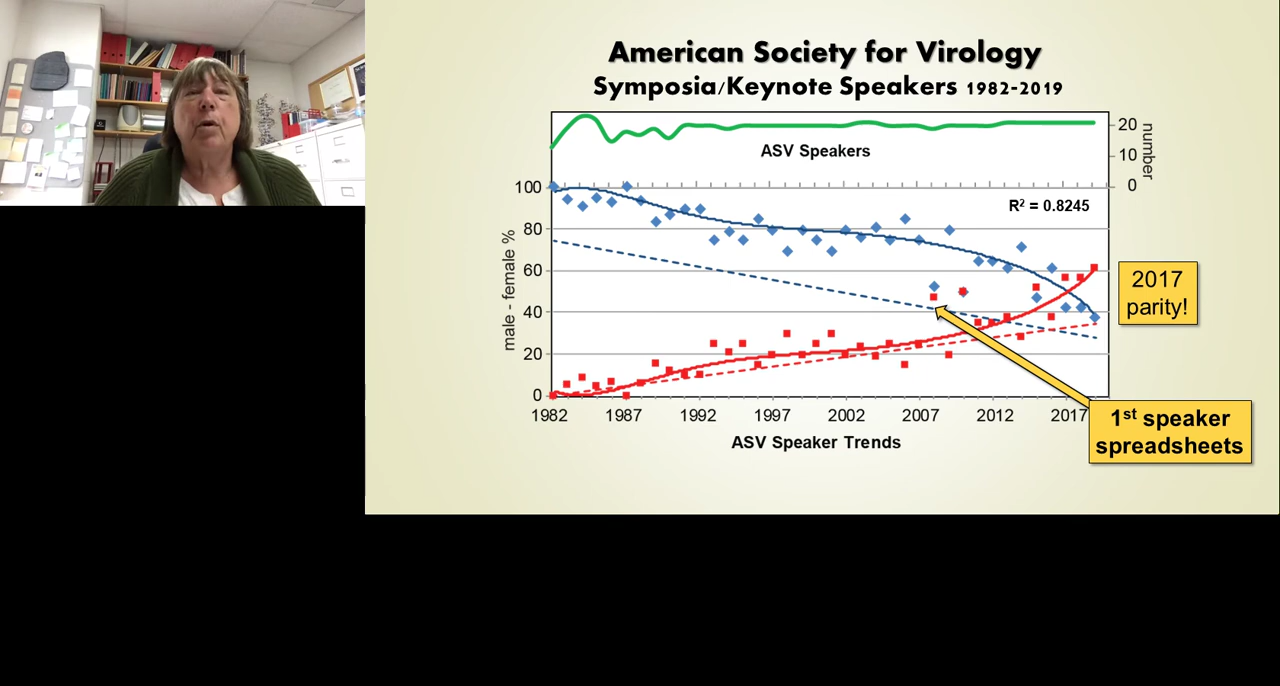 American Society for Virology
Symposia/Keynote Speakers 1982-2019
20
10
0
number
ASV Speakers
R² = 0.8245
100
80
60
40
20
0
male - female %
1982 1987 1992 1997 2002 2007 2012 2017
ASV Speaker Trends
2017
parity!
1st speaker
spreadsheets